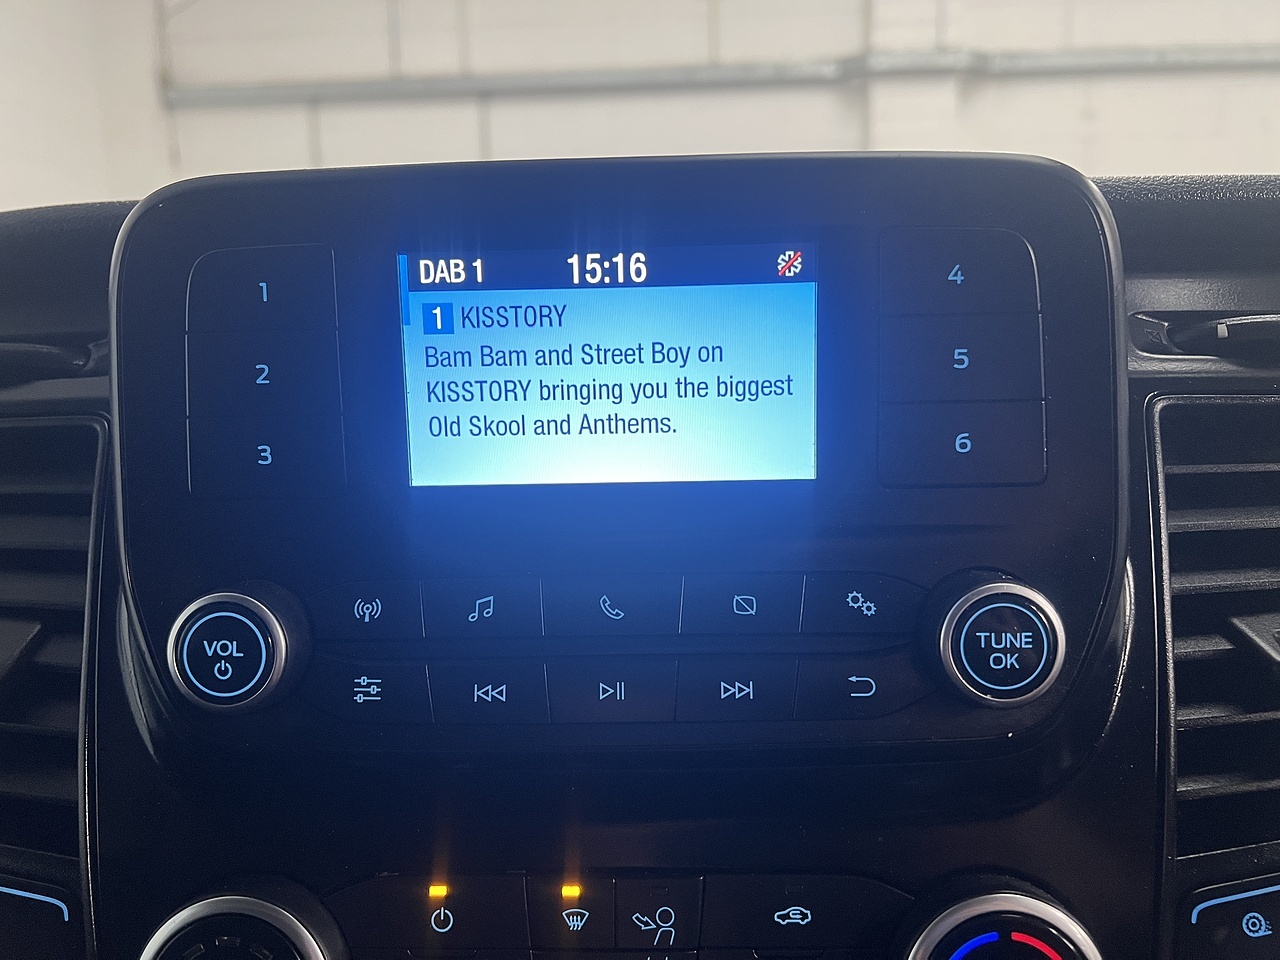 DAB 1 15:16
1 KISSTORY
Bam Bam and Street Boy on
KISSTORY bringing you the biggest
Old Skool and Anthems.
1
2
3
4
5
6
VOL
TUNE
OK